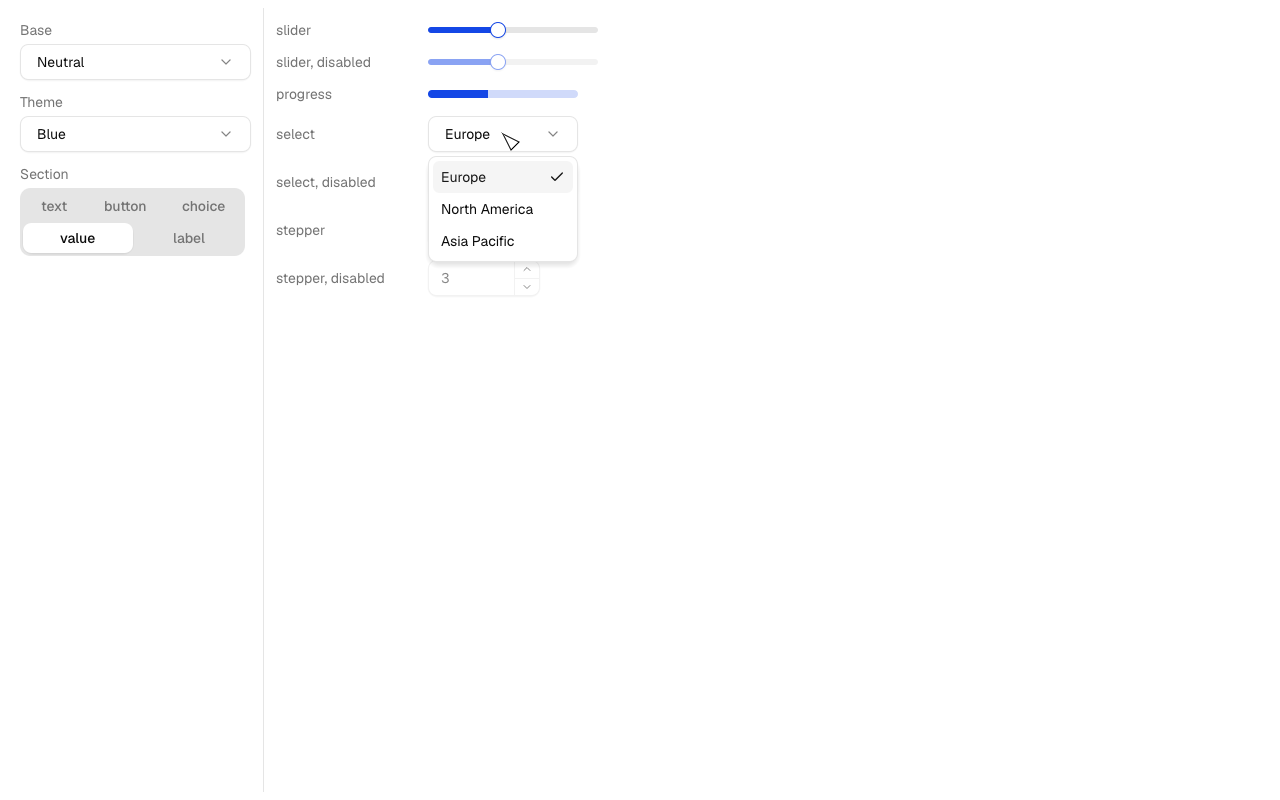 Base
Neutral
Theme
Blue
Section
text button choice
value label
slider
slider, disabled
progress
select Europe
Europe
select, disabled
North America
stepper
Asia Pacific
stepper, disabled 3